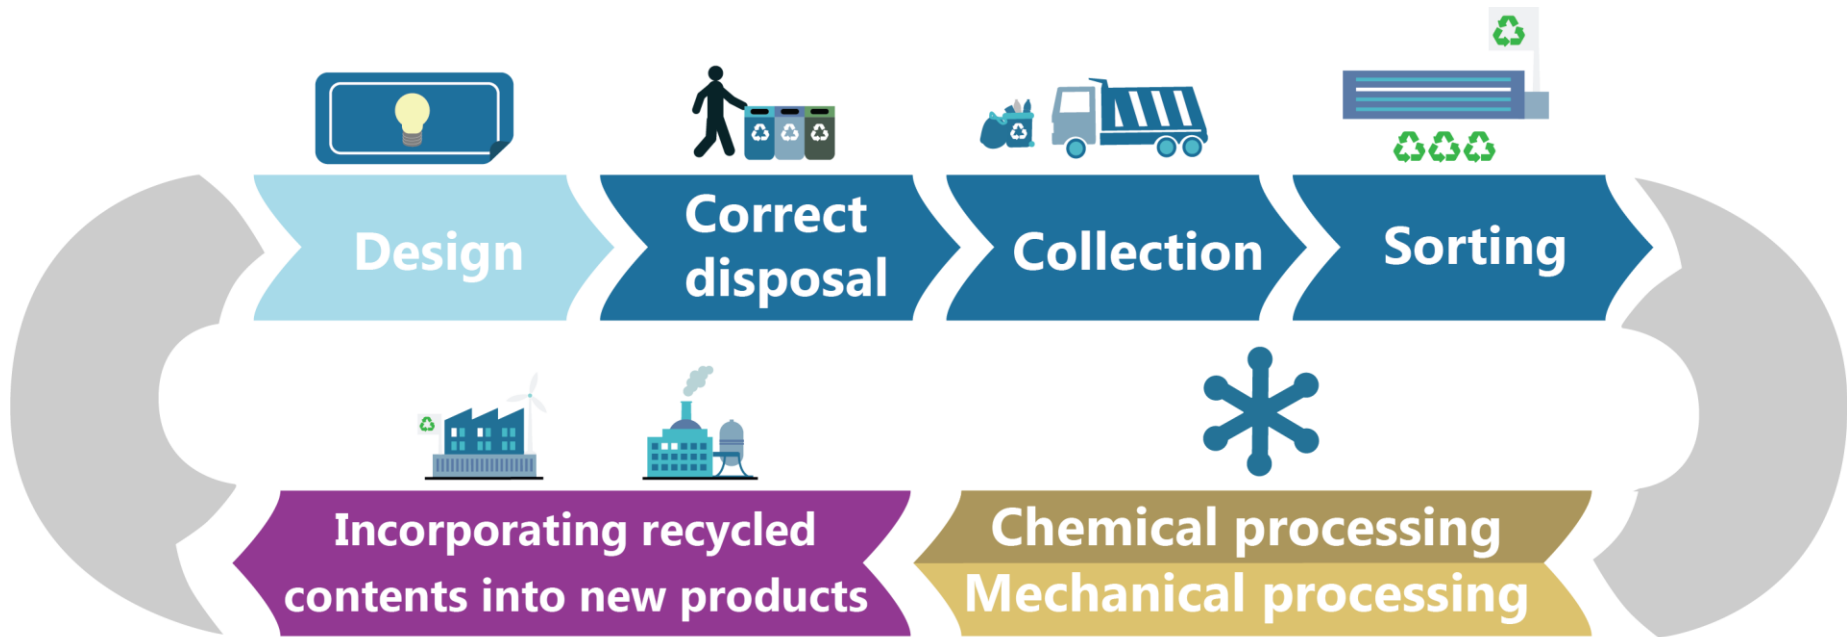 Design
Correct
disposal
Collection
Sorting
Chemical processing
Mechanical processing
Incorporating recycled
contents into new products